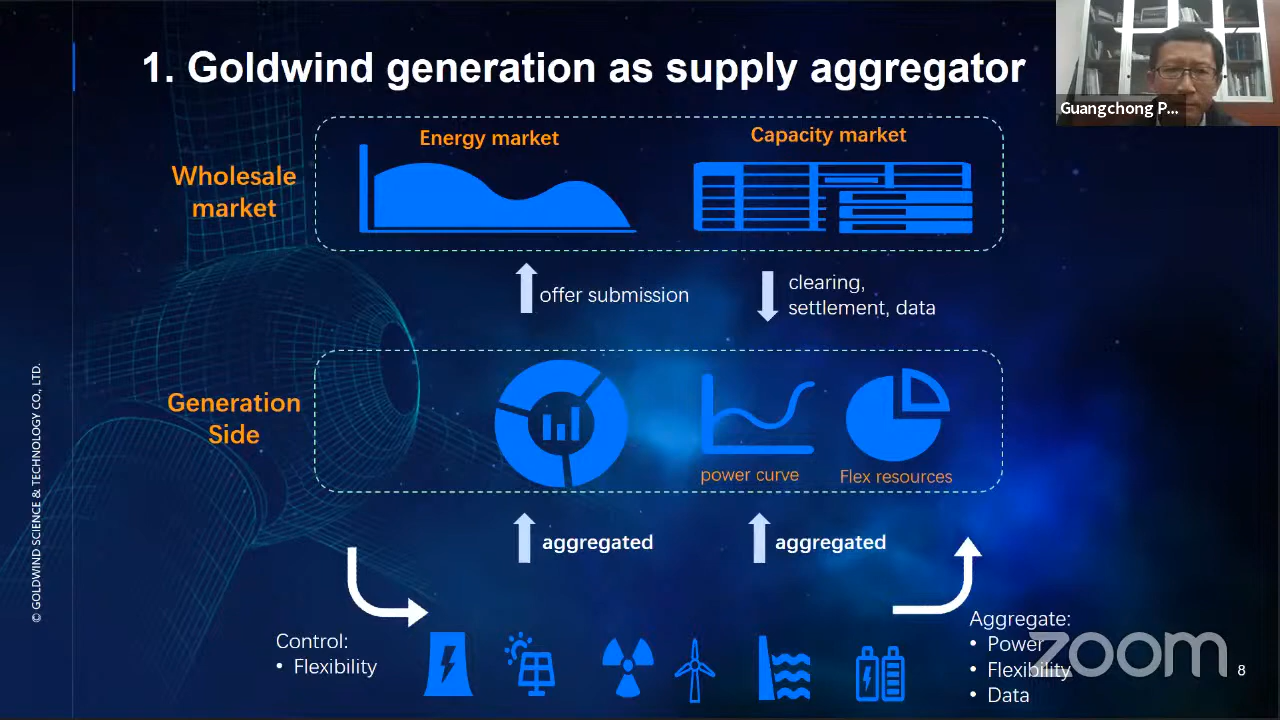 1. Goldwind generation as supply aggregator
Guangchong P...
Wholesale
market
Energy market
Capacity market
offer submission
clearing,
settlement, data
Generation
Side
power curve
Flex resources
aggregated
aggregated
Control:
• Flexibility
Aggregate:
• Power
• Flexibility
• Data
zoom
8
© GOLDWIND SCIENCE & TECHNOLOGY CO., LTD.